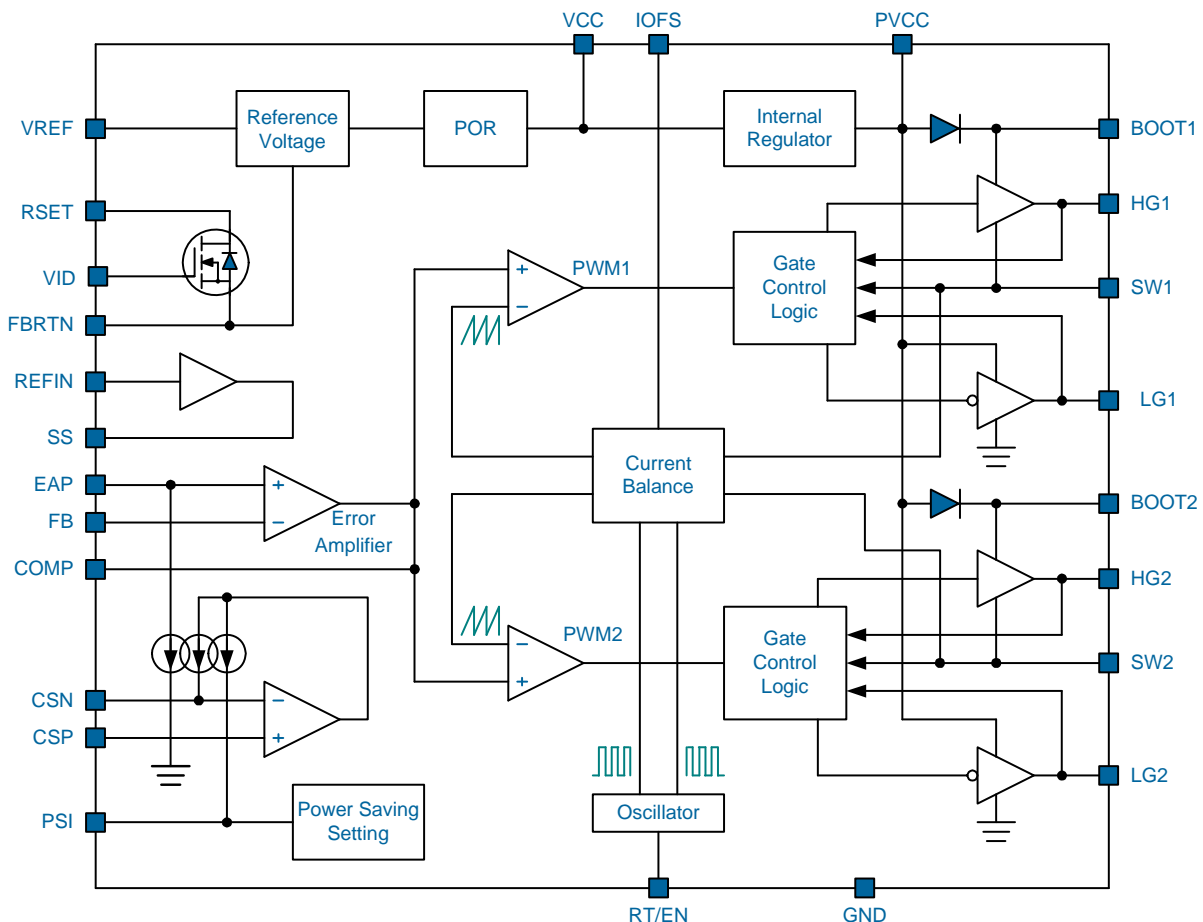 VCC
IOFS
PVCC
VREF
Reference
Voltage
POR
Internal
Regulator
BOOT1
RSET
HG1
VID
+
PWM1
−
Gate
Control
Logic
SW1
FBRTN
REFIN
LG1
SS
EAP
+
FB
−
Error
Amplifier
Current
Balance
BOOT2
COMP
HG2
−
PWM2
+
Gate
Control
Logic
SW2
CSN
−
CSP
+
LG2
PSI
Power Saving
Setting
Oscillator
RT/EN
GND